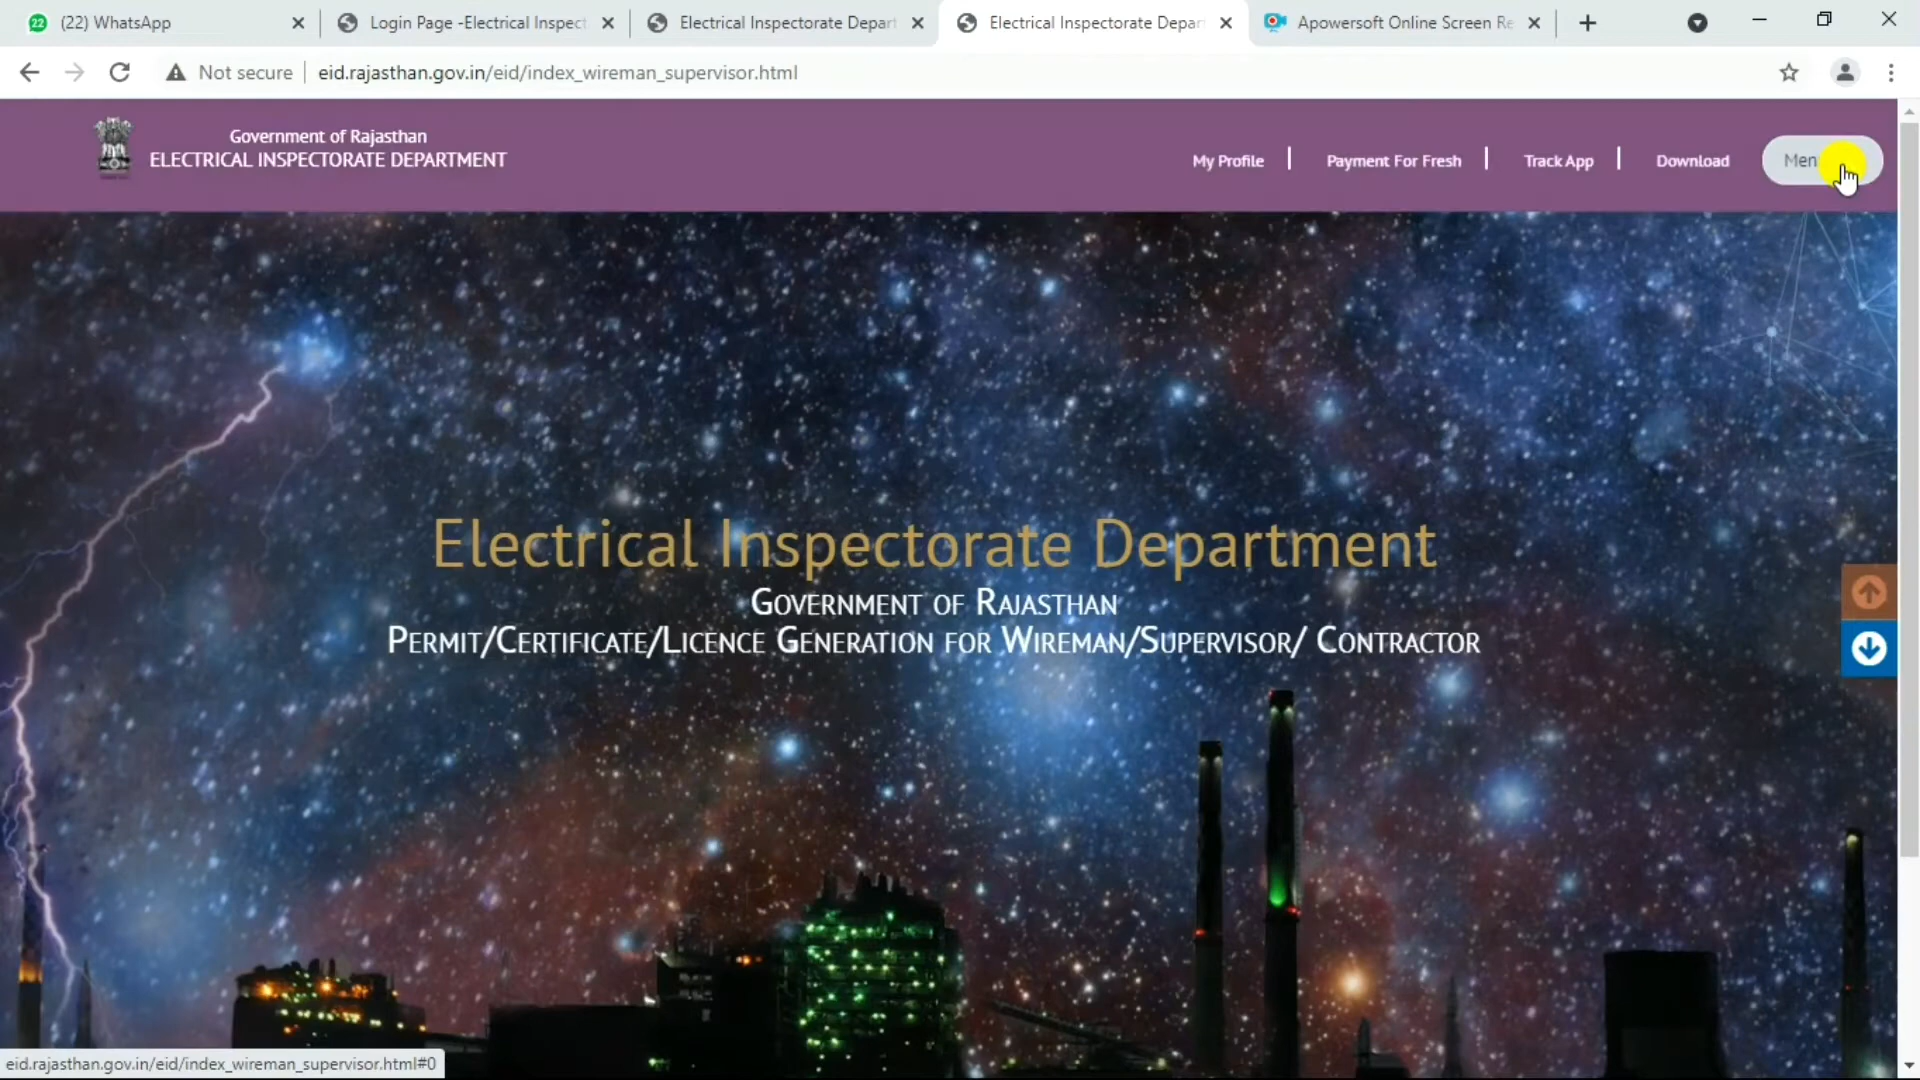 (22) WhatsApp
Login Page -Electrical Inspect
Electrical Inspectorate Depart
Electrical Inspectorate Depar
Apowersoft Online Screen Re
Not secure
eid.rajasthan.gov.in/eid/index_wireman_supervisor.html
Government of Rajasthan
ELECTRICAL INSPECTORATE DEPARTMENT
My Profile
Payment For Fresh
Track App
Download
Men
Electrical Inspectorate Department
Government of Rajasthan
Permit/Certificate/Licence Generation for Wireman/Supervisor/ Contractor
eid.rajasthan.gov.in/eid/index_wireman_supervisor.html#0